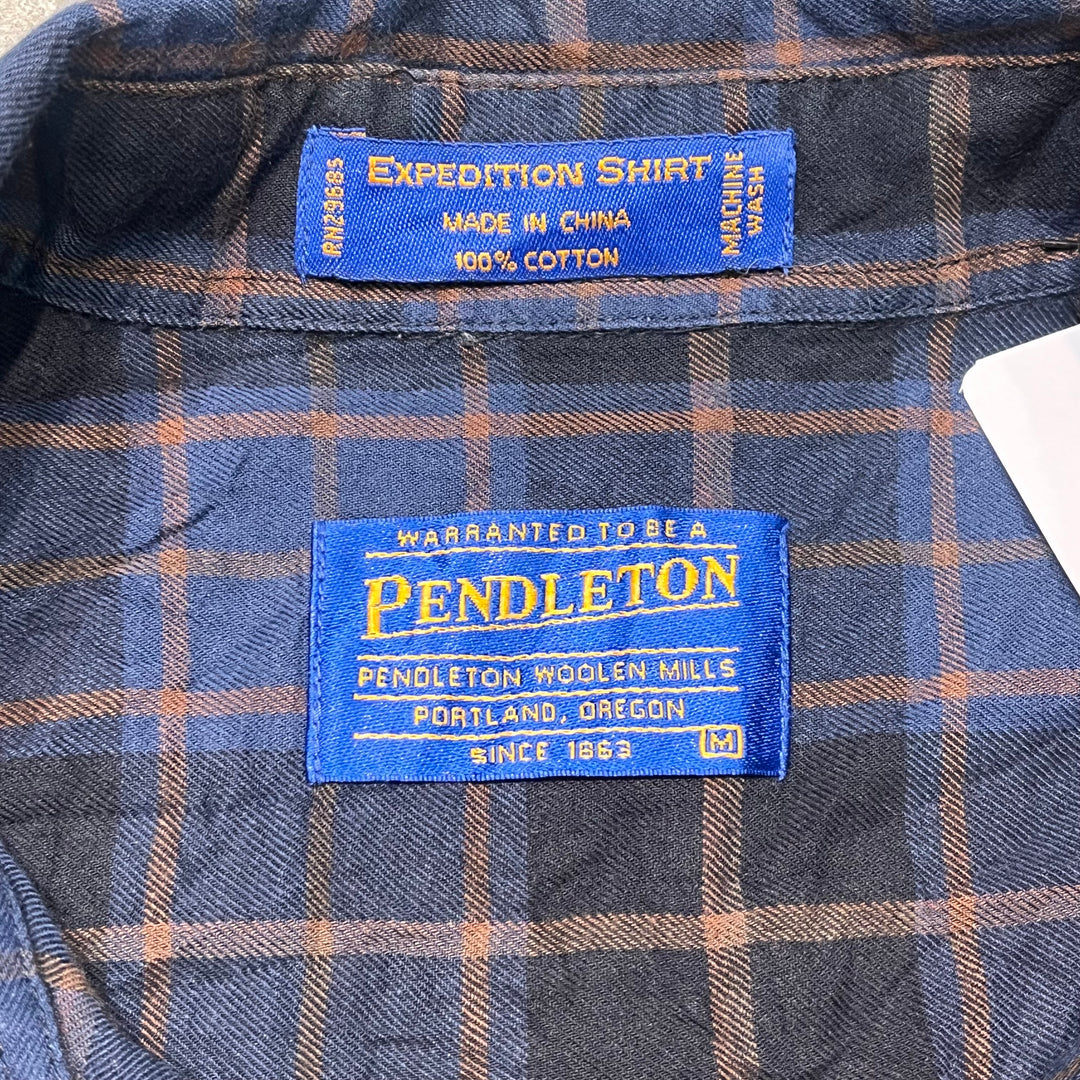 RN29685
EXPEDITION SHIRT
MADE IN CHINA
100% COTTON
MACHINE
WASH
WARRANTED TO BE A
PENDLETON
PENDLETON WOOLEN MILLS
PORTLAND, OREGON
SINCE 1863
M